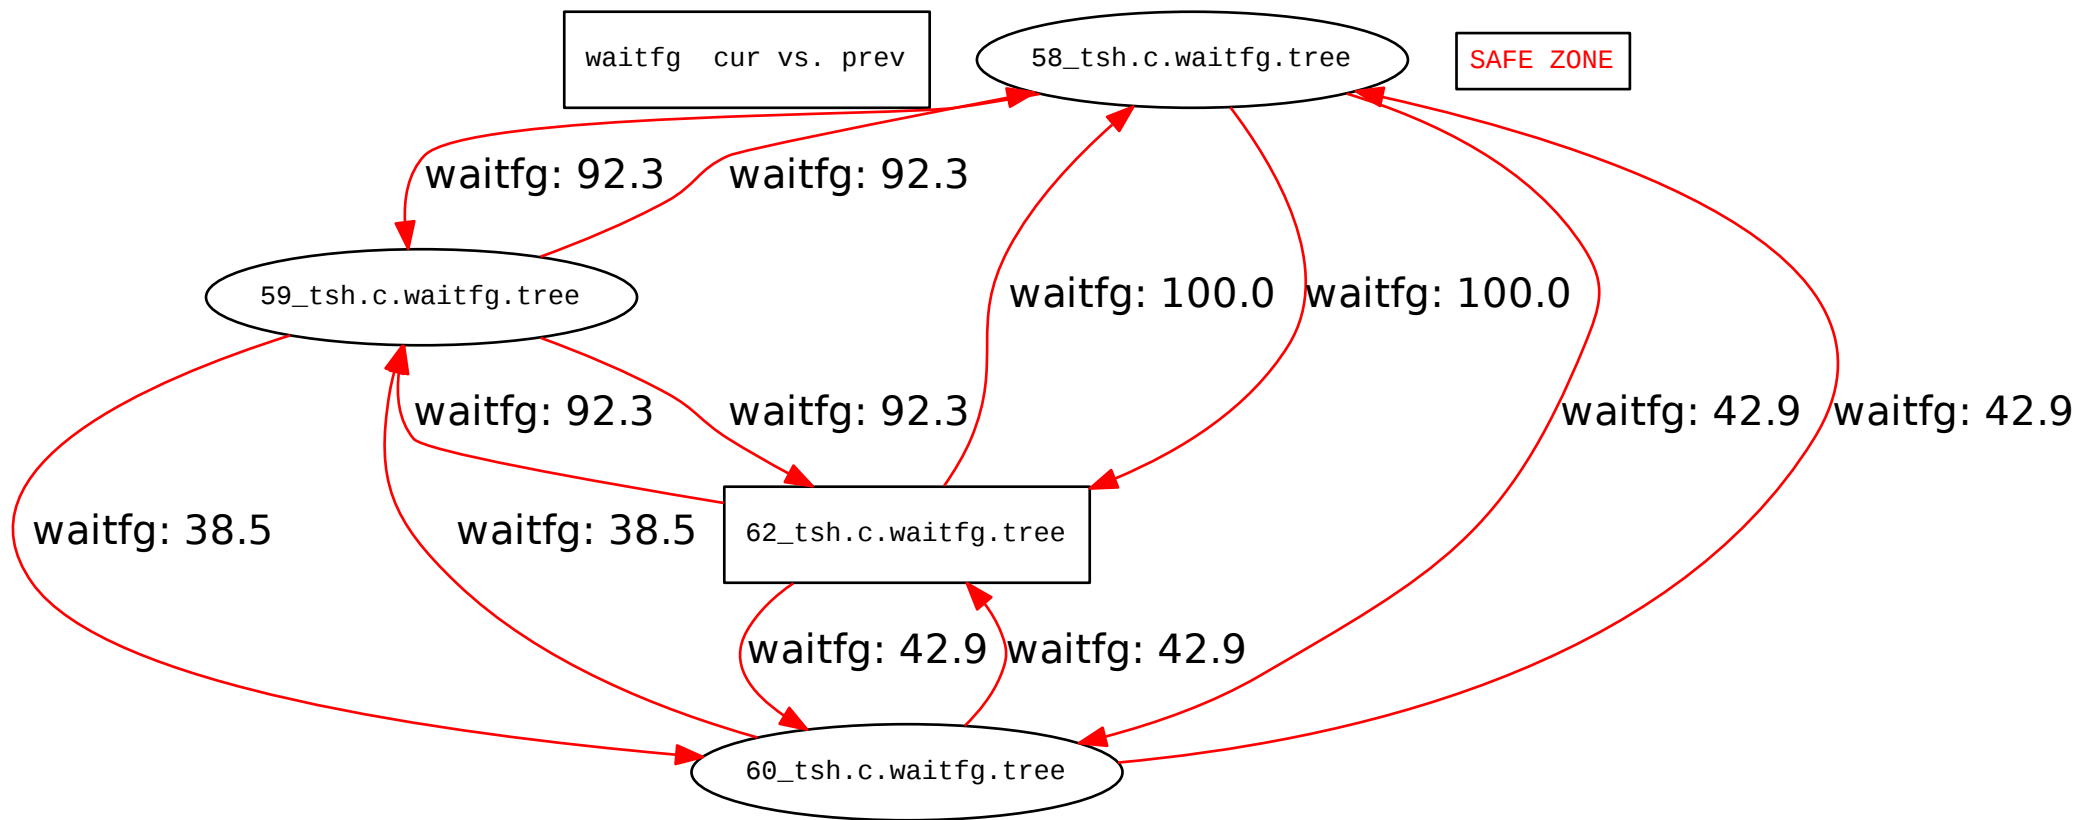 waitfg  cur vs. prev
58_tsh.c.waitfg.tree
SAFE ZONE
waitfg: 92.3
waitfg: 92.3
59_tsh.c.waitfg.tree
waitfg: 100.0
waitfg: 100.0
waitfg: 92.3
waitfg: 92.3
waitfg: 42.9
waitfg: 42.9
waitfg: 38.5
waitfg: 38.5
62_tsh.c.waitfg.tree
waitfg: 42.9
waitfg: 42.9
60_tsh.c.waitfg.tree